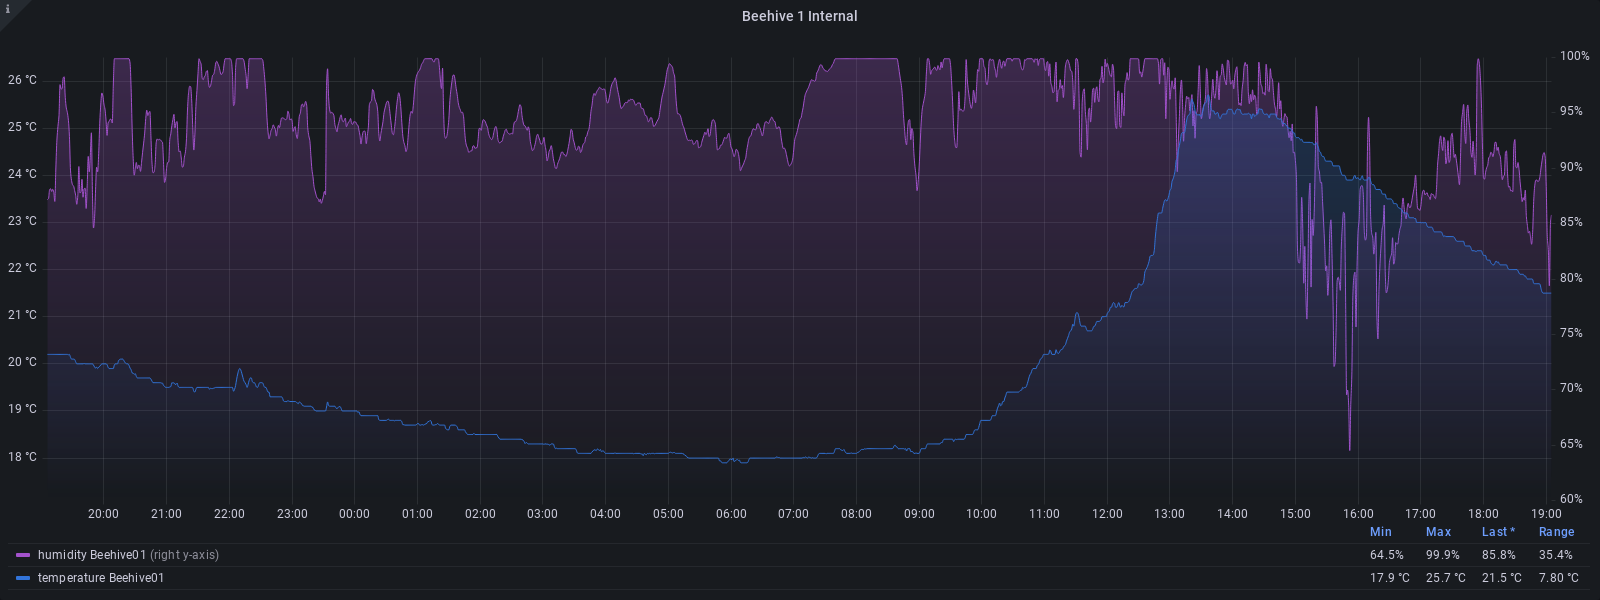 i
Beehive 1 Internal
26 °C
25 °C
24 °C
23 °C
22 °C
21 °C
20 °C
19 °C
18 °C
100%
95%
90%
85%
80%
75%
70%
65%
60%
20:00 21:00 22:00 23:00 00:00 01:00 02:00 03:00 04:00 05:00 06:00 07:00 08:00 09:00 10:00 11:00 12:00 13:00 14:00 15:00 16:00 17:00 18:00 19:00
Min Max Last * Range
humidity Beehive01 (right y-axis) 64.5% 99.9% 85.8% 35.4%
temperature Beehive01 17.9 °C 25.7 °C 21.5 °C 7.80 °C